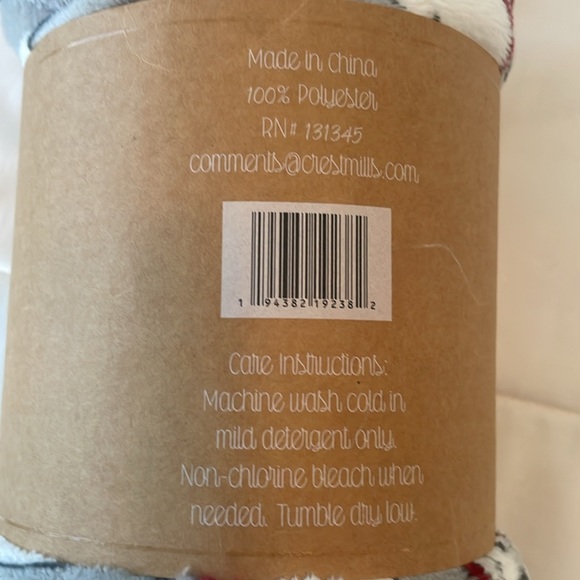 Made in China
100% Polyester
RN# 131345
comments@crestmills.com
1 94382 19238 2
Care Instructions:
Machine wash cold in
mild detergent only.
Non-chlorine bleach when
needed. Tumble dry low.